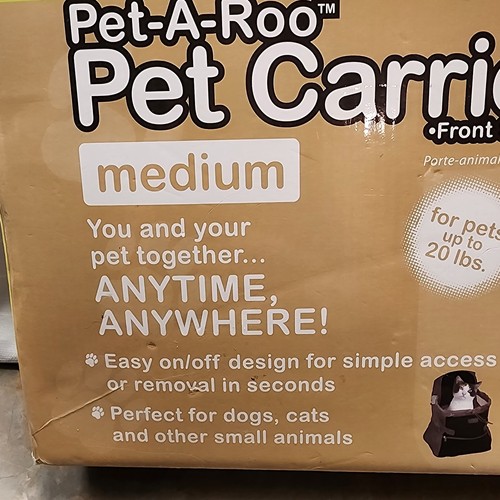 Pet-A-Roo™
Pet Carri
•Front
Porte-animal
medium
for pets
up to
20 lbs.
You and your
pet together...
ANYTIME,
ANYWHERE!
Easy on/off design for simple access
or removal in seconds
Perfect for dogs, cats
and other small animals